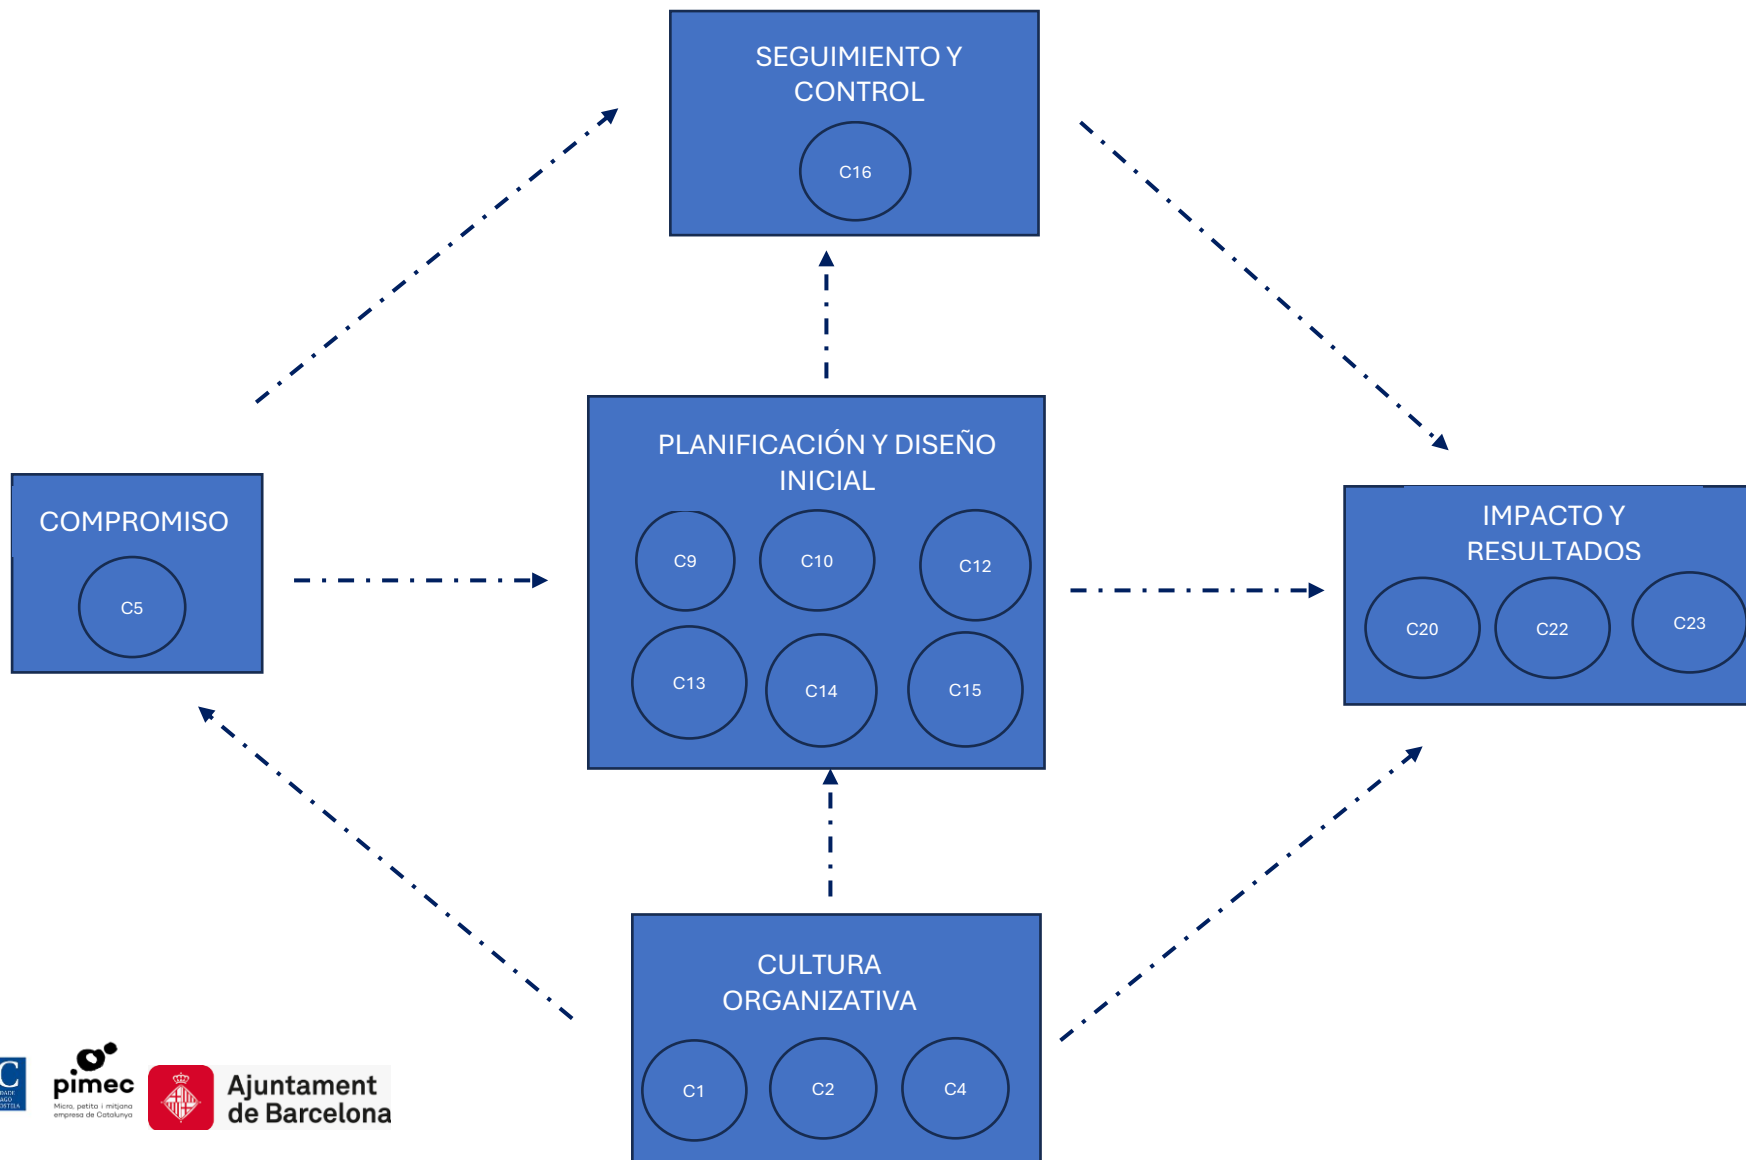 SEGUIMIENTO Y
CONTROL
C16
PLANIFICACIÓN Y DISEÑO
INICIAL
C9
C10
C12
C13
C14
C15
COMPROMISO
C5
IMPACTO Y
RESULTADOS
C20
C22
C23
CULTURA
ORGANIZATIVA
C1
C2
C4
C
pimec
Micro, petita i mitjana
empresa de Catalunya
Ajuntament
de Barcelona